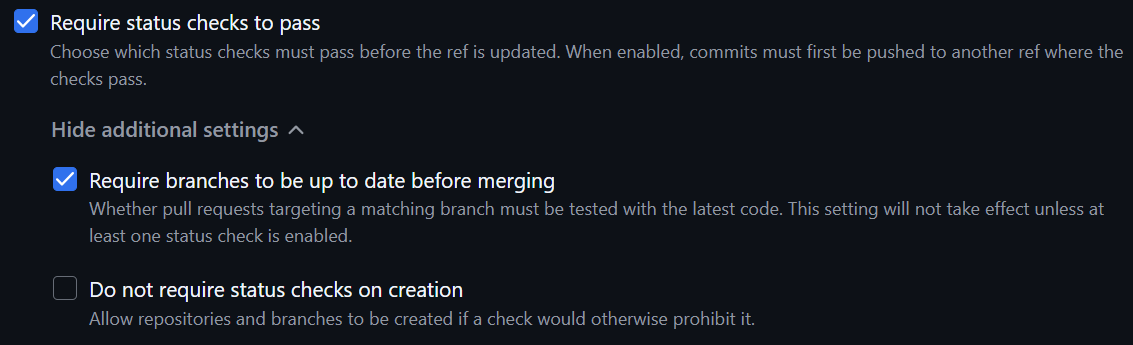 Require status checks to pass
Choose which status checks must pass before the ref is updated. When enabled, commits must first be pushed to another ref where the
checks pass.
Hide additional settings
Require branches to be up to date before merging
Whether pull requests targeting a matching branch must be tested with the latest code. This setting will not take effect unless at
least one status check is enabled.
Do not require status checks on creation
Allow repositories and branches to be created if a check would otherwise prohibit it.